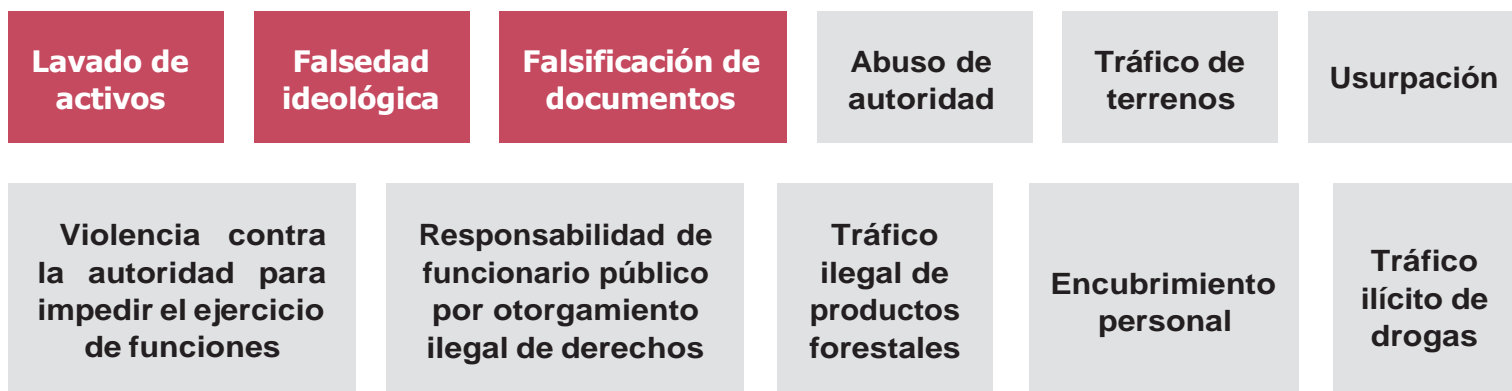 Lavado de
activos
Falsedad
ideológica
Falsificación de
documentos
Abuso de
autoridad
Tráfico de
terrenos
Usurpación
Violencia contra
la autoridad para
impedir el ejercicio
de funciones
Responsabilidad de
funcionario público
por otorgamiento
ilegal de derechos
Tráfico
ilegal de
productos
forestales
Encubrimiento
personal
Tráfico
ilícito de
drogas